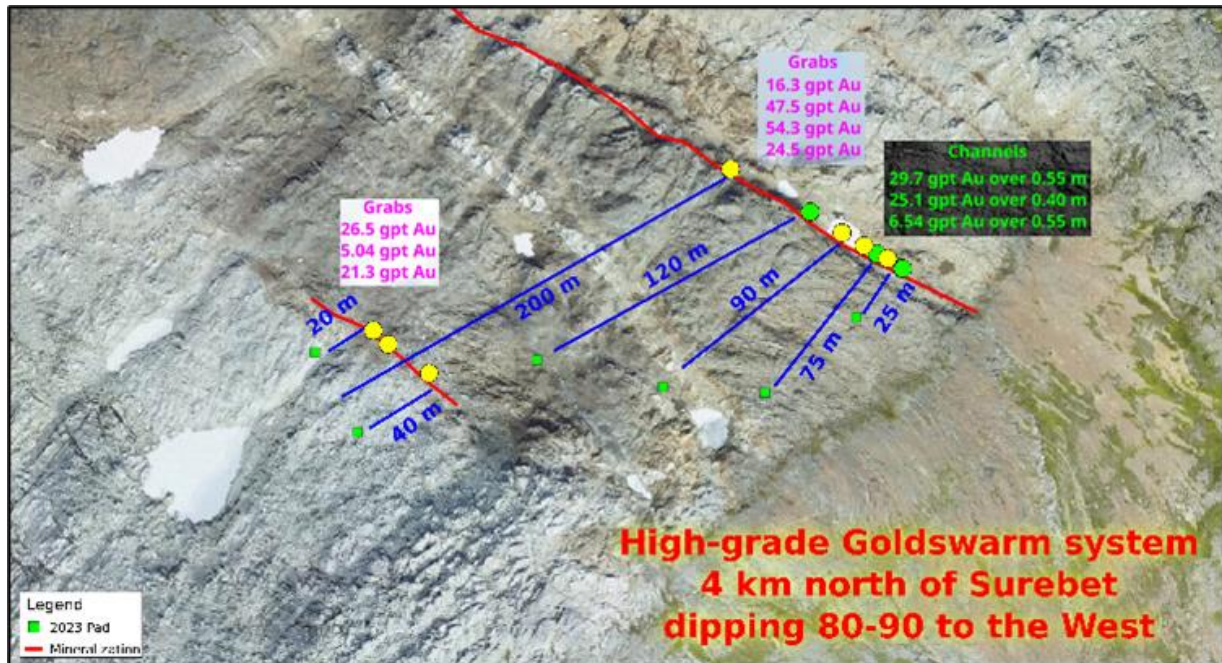 Grabs
16.3 gpt Au
47.5 gpt Au
54.3 gpt Au
24.5 gpt Au
Channels
29.7 gpt Au over 0.55 m
25.1 gpt Au over 0.40 m
6.54 gpt Au over 0.55 m
Grabs
26.5 gpt Au
5.04 gpt Au
21.3 gpt Au
20 m
200 m
120 m
90 m
75 m
25 m
40 m
High-grade Goldswarm system
4 km north of Surebet
dipping 80-90 to the West
Legend
2023 Pad
Mineralization